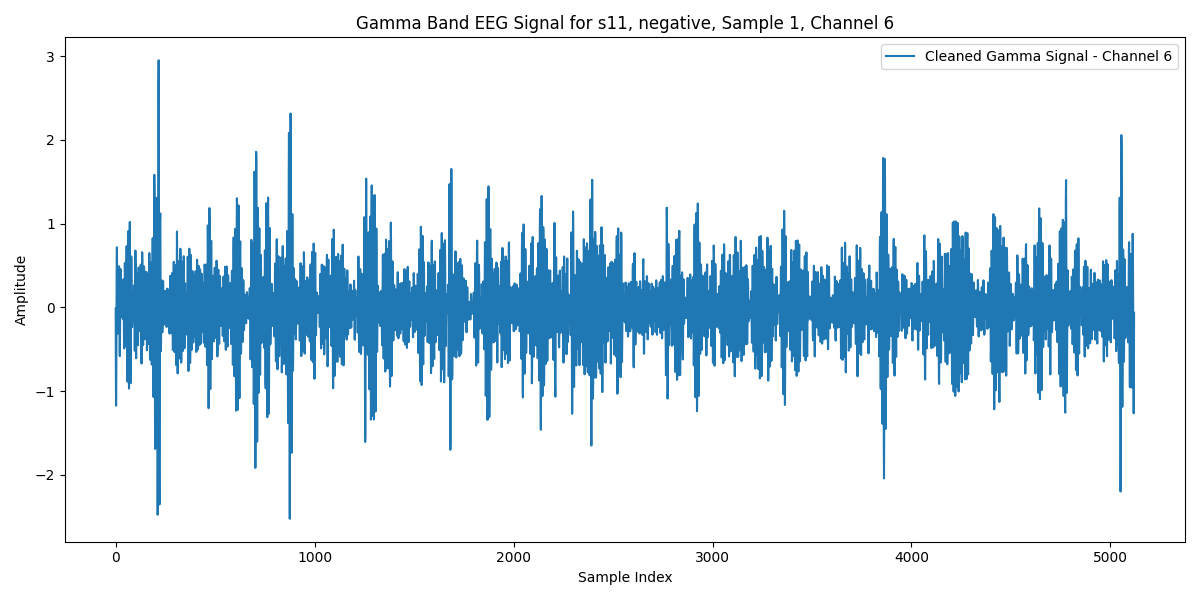 Gamma Band EEG Signal for s11, negative, Sample 1, Channel 6
Cleaned Gamma Signal - Channel 6
3
2
1
0
−1
−2
Amplitude
0 1000 2000 3000 4000 5000
Sample Index